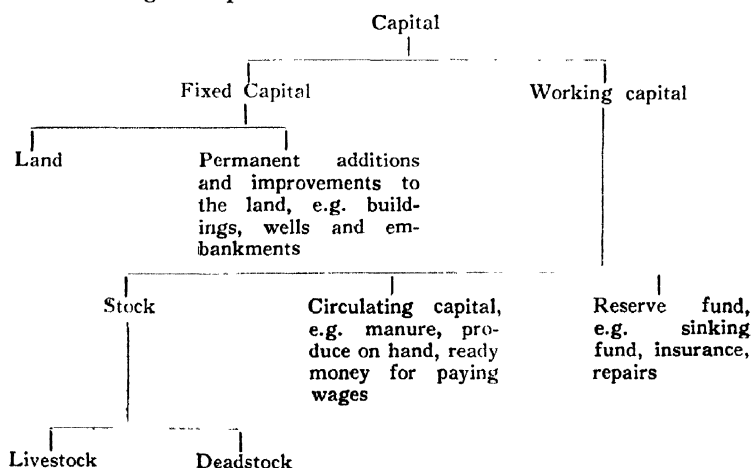 Capital
Fixed Capital
Working capital
Land
Permanent additions
and improvements to
the land, e.g. build-
ings, wells and em-
bankments
Stock
Circulating capital,
e.g. manure, pro-
duce on hand, ready
money for paying
wages
Reserve fund,
e.g. sinking
fund, insurance,
repairs
Livestock
Deadstock